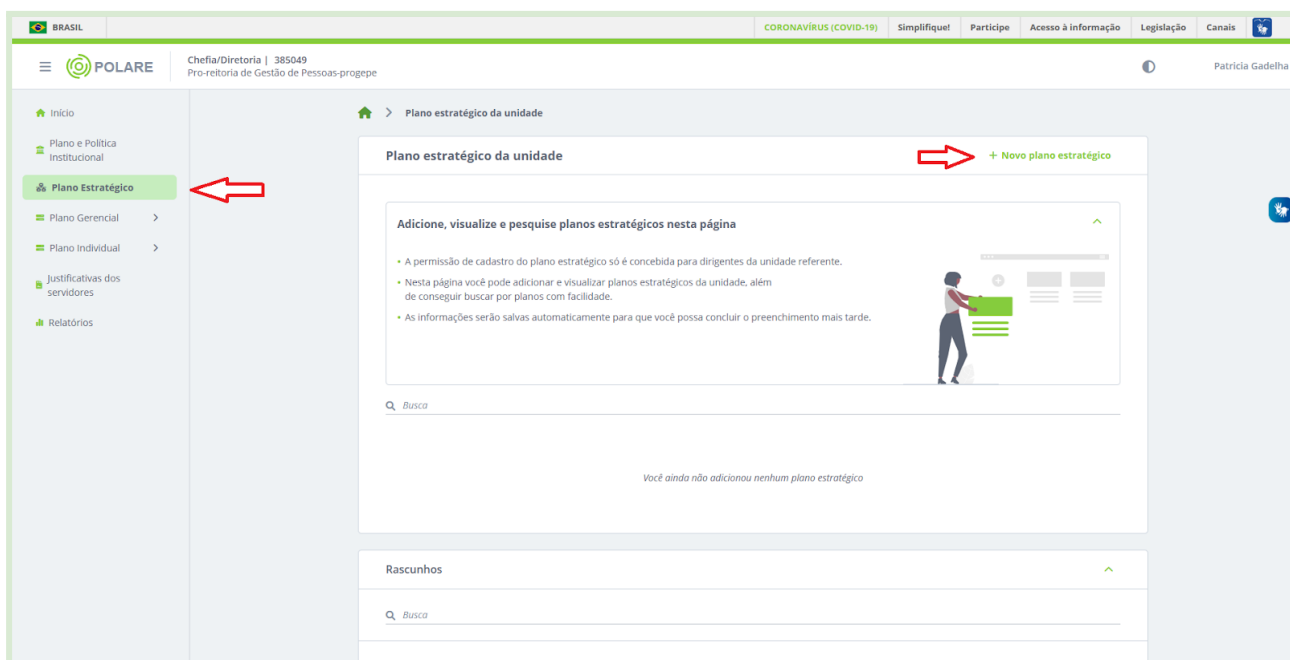 BRASIL
CORONAVÍRUS (COVID-19) Simplifique! Participe Acesso à informação Legislação Canais
POLARE
Chefia/Diretoria | 385049
Pro-reitoria de Gestão de Pessoas-progepe
Patricia Gadelha
Início
Plano e Política
Institucional
Plano Estratégico
Plano Gerencial
Plano Individual
Justificativas dos
servidores
Relatórios
Plano estratégico da unidade
Plano estratégico da unidade
+ Novo plano estratégico
Adicione, visualize e pesquise planos estratégicos nesta página
• A permissão de cadastro do plano estratégico só é concebida para dirigentes da unidade referente.
• Nesta página você pode adicionar e visualizar planos estratégicos da unidade, além
de conseguir buscar por planos com facilidade.
• As informações serão salvas automaticamente para que você possa concluir o preenchimento mais tarde.
Busca
Você ainda não adicionou nenhum plano estratégico
Rascunhos
Busca